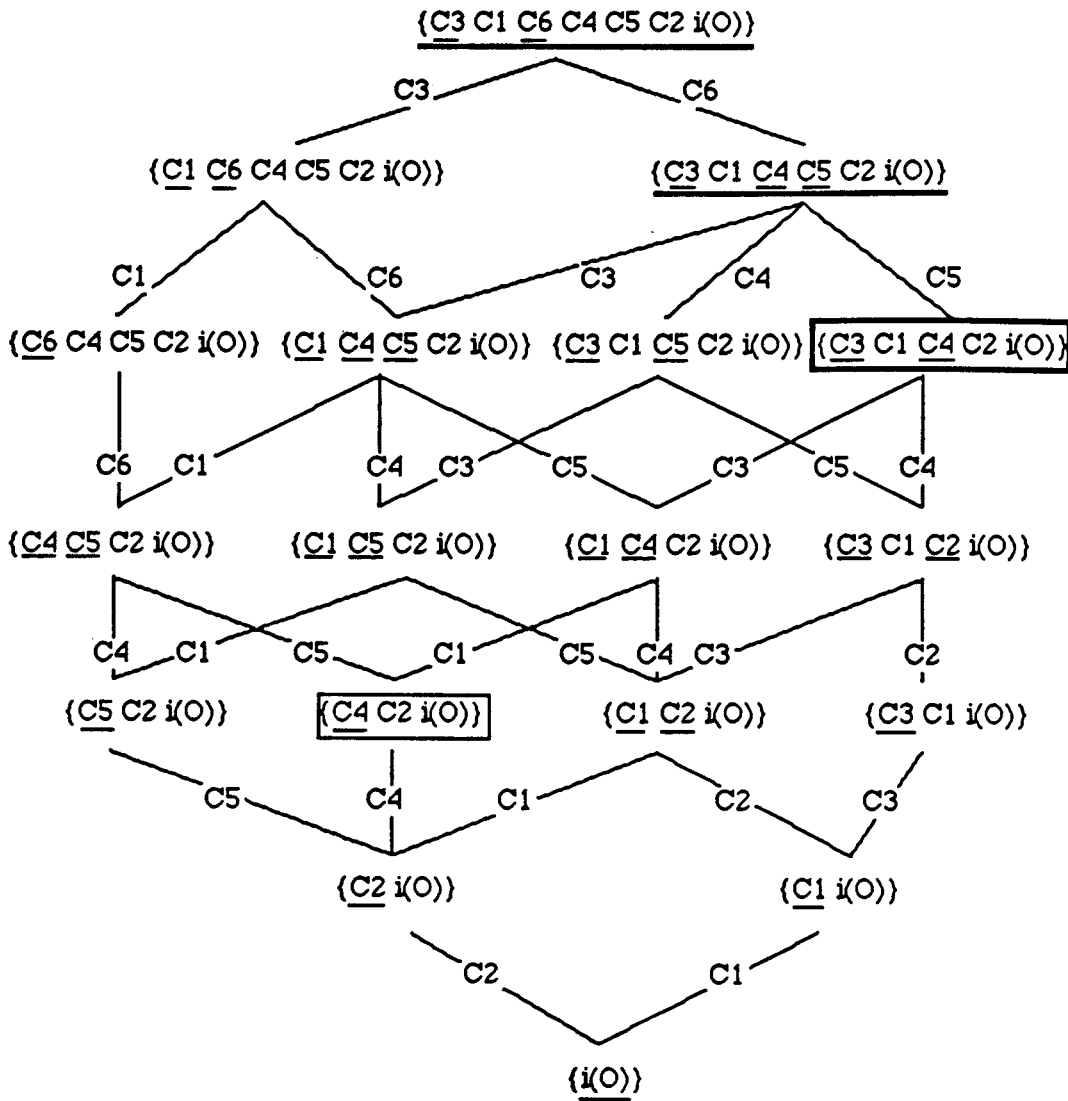 {C3 C1 C6 C4 C5 C2 i(O)}
C3 C6
{C1 C6 C4 C5 C2 i(O)} {C3 C1 C4 C5 C2 i(O)}
C1 C6 C3 C4 C5
{C6 C4 C5 C2 i(O)} {C1 C4 C5 C2 i(O)} {C3 C1 C5 C2 i(O)} {C3 C1 C4 C2 i(O)}
C6 C1 C4 C3 C5 C3 C5 C4
{C4 C5 C2 i(O)} {C1 C5 C2 i(O)} {C1 C4 C2 i(O)} {C3 C1 C2 i(O)}
C4 C1 C5 C1 C5 C4 C3 C2
{C5 C2 i(O)} {C4 C2 i(O)} {C1 C2 i(O)} {C3 C1 i(O)}
C5 C4 C1 C2 C3
{C2 i(O)} {C1 i(O)}
C2 C1
{i(O)}